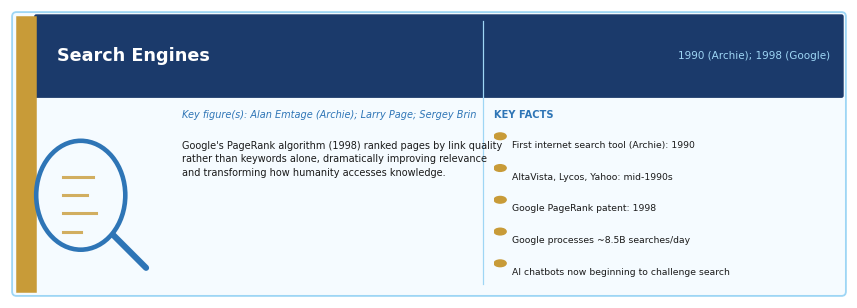 Search Engines
1990 (Archie); 1998 (Google)
Key figure(s): Alan Emtage (Archie); Larry Page; Sergey Brin
Google's PageRank algorithm (1998) ranked pages by link quality
rather than keywords alone, dramatically improving relevance
and transforming how humanity accesses knowledge.
KEY FACTS
First internet search tool (Archie): 1990
AltaVista, Lycos, Yahoo: mid-1990s
Google PageRank patent: 1998
Google processes ~8.5B searches/day
AI chatbots now beginning to challenge search